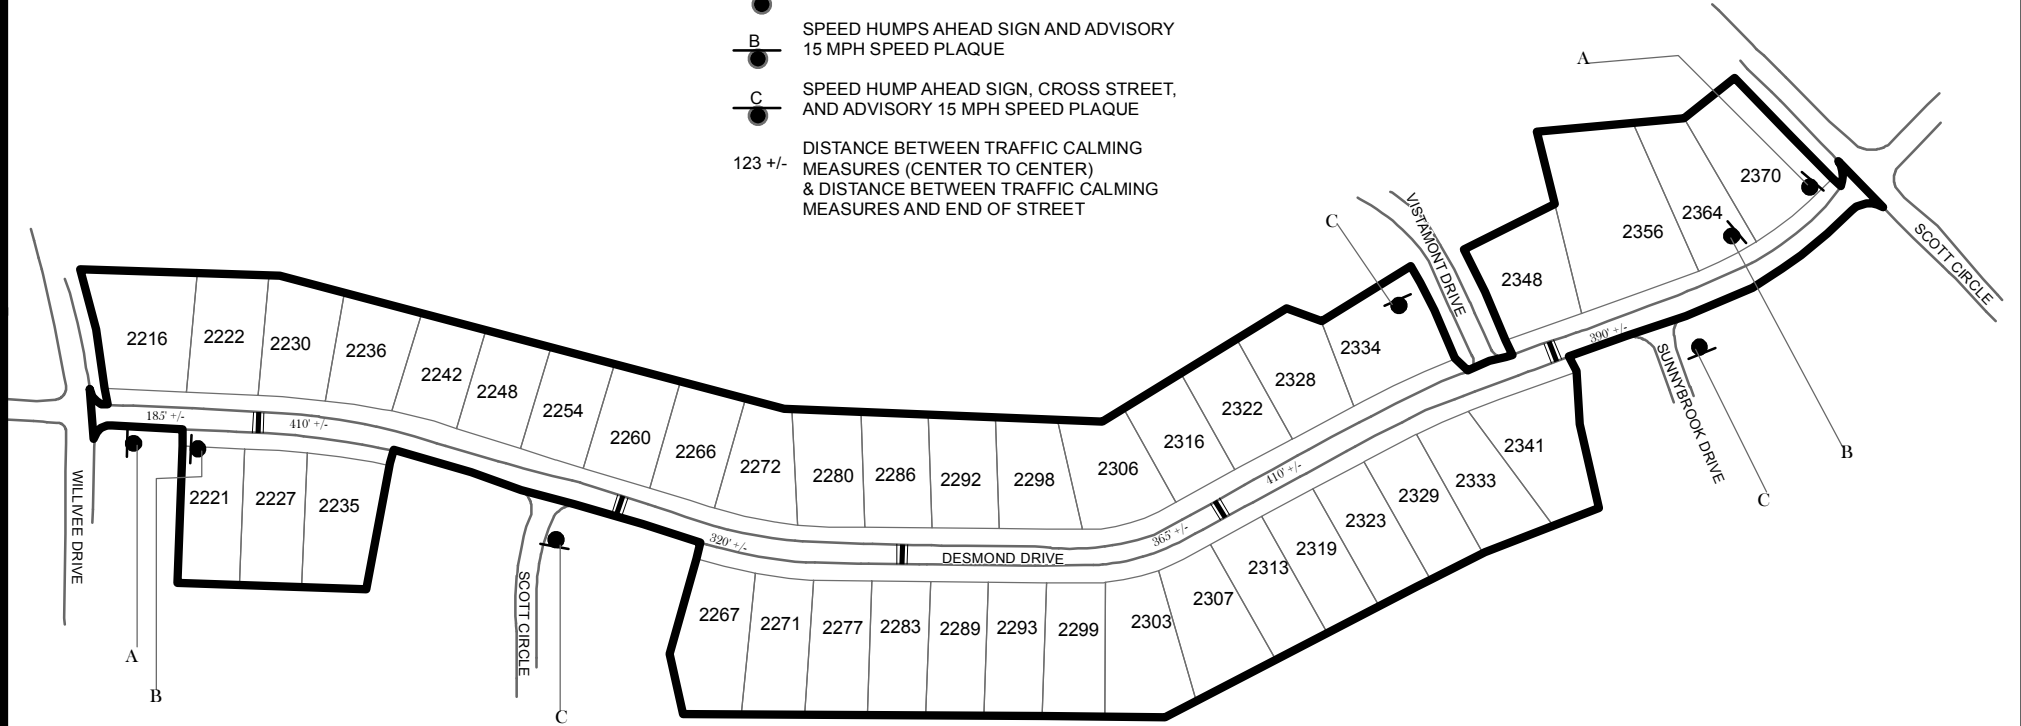 B
SPEED HUMPS AHEAD SIGN AND ADVISORY
15 MPH SPEED PLAQUE
C
SPEED HUMP AHEAD SIGN, CROSS STREET,
AND ADVISORY 15 MPH SPEED PLAQUE
123 +/-
DISTANCE BETWEEN TRAFFIC CALMING
MEASURES (CENTER TO CENTER)
& DISTANCE BETWEEN TRAFFIC CALMING
MEASURES AND END OF STREET
A
2370
2364
2356
2348
SCOTT CIRCLE
C
VISTAMONT DRIVE
2334
2328
2322
2316
2306
2298
2292
2286
2280
2272
2266
2260
2254
2248
2242
2236
2230
2222
2216
185' +/-
410' +/-
320' +/-
DESMOND DRIVE
365' +/-
410' +/-
390' +/-
SUNNYBROOK DRIVE
B
C
2341
2333
2329
2323
2319
2313
2307
2303
2299
2293
2289
2283
2277
2271
2267
2235
2227
2221
WILLIVEE DRIVE
SCOTT CIRCLE
A
B
C